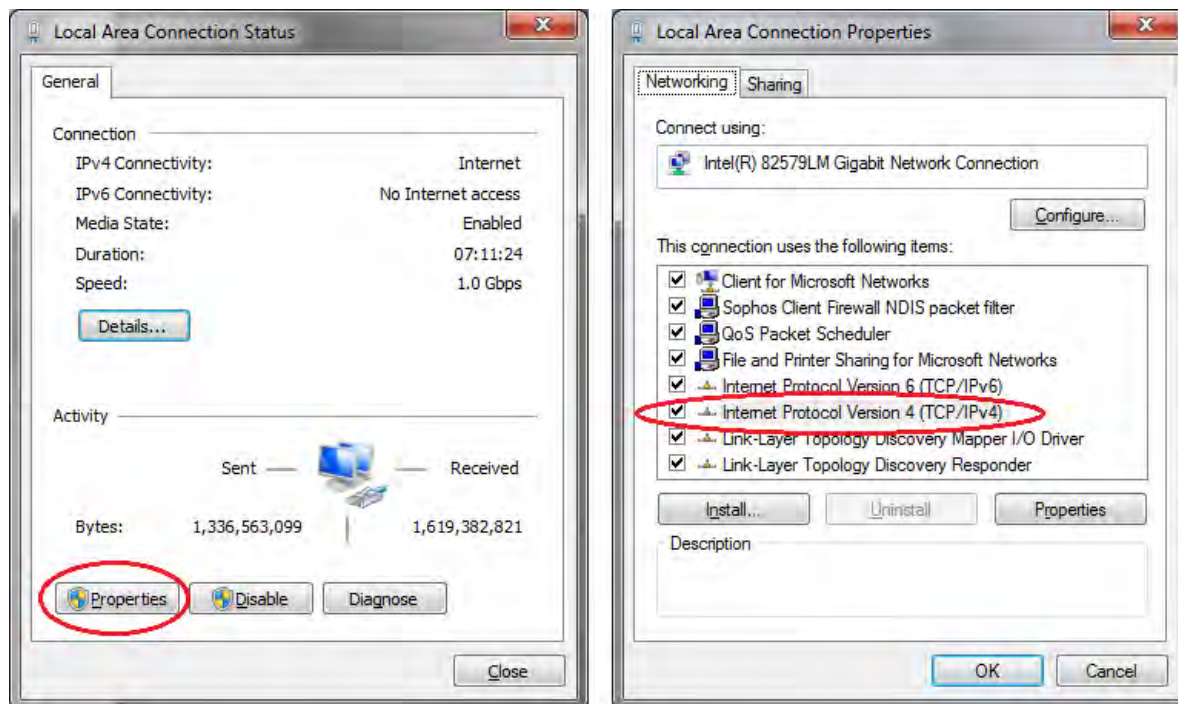 Local Area Connection Status
General
Connection
IPv4 Connectivity: Internet
IPv6 Connectivity: No Internet access
Media State: Enabled
Duration: 07:11:24
Speed: 1.0 Gbps
Details...
Activity
Sent Received
Bytes: 1,336,563,099 1,619,382,821
Properties Disable Diagnose
Close
Local Area Connection Properties
Networking Sharing
Connect using:
Intel(R) 82579LM Gigabit Network Connection
Configure...
This connection uses the following items:
Client for Microsoft Networks
Sophos Client Firewall NDIS packet filter
QoS Packet Scheduler
File and Printer Sharing for Microsoft Networks
Internet Protocol Version 6 (TCP/IPv6)
Internet Protocol Version 4 (TCP/IPv4)
Link-Layer Topology Discovery Mapper I/O Driver
Link-Layer Topology Discovery Responder
Install... Uninstall Properties
Description
OK Cancel